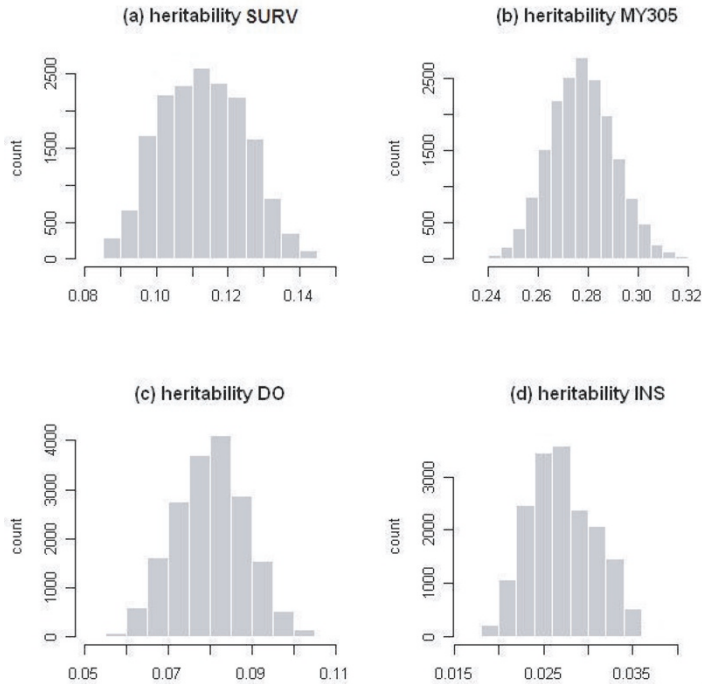 (a) heritability SURV
count
2500
1500
500
0
0.08 0.10 0.12 0.14
(b) heritability MY305
count
2500
1500
500
0
0.24 0.26 0.28 0.30 0.32
(c) heritability DO
count
4000
3000
2000
1000
0
0.05 0.07 0.09 0.11
(d) heritability INS
count
3000
2000
1000
0
0.015 0.025 0.035